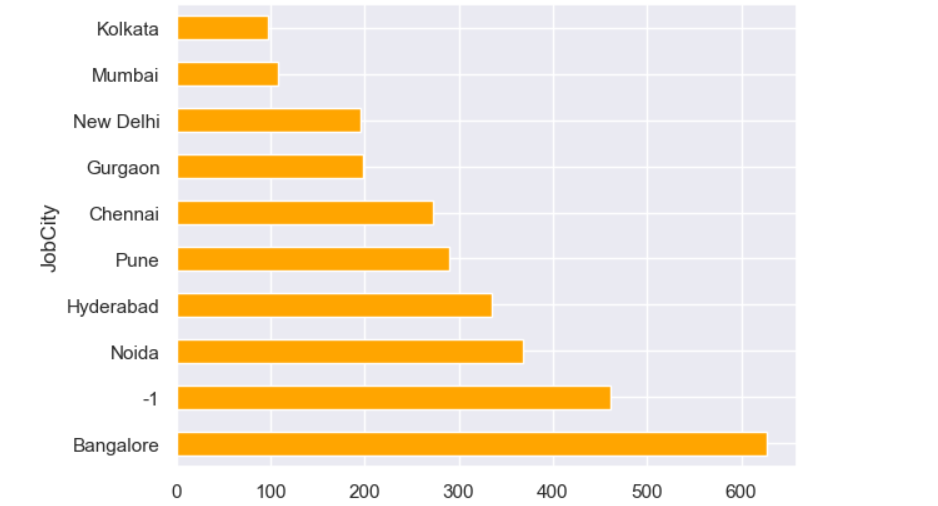 Kolkata
Mumbai
New Delhi
Gurgaon
Chennai
JobCity
Pune
Hyderabad
Noida
-1
Bangalore
0 100 200 300 400 500 600